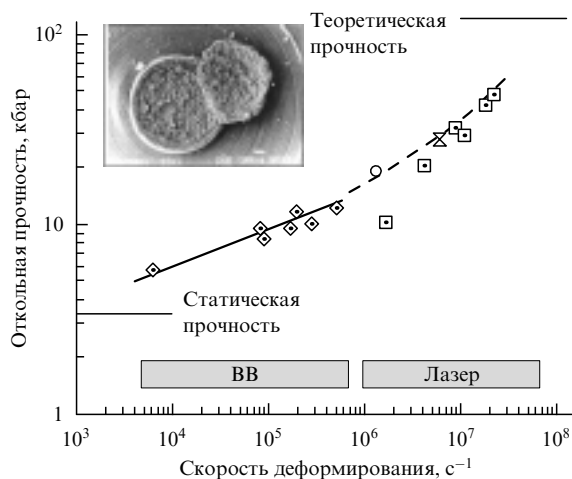 Теоретическая
прочность
10²
Откольная прочность, кбар
10
Статическая
прочность
ВВ
Лазер
1
10³
10⁴
10⁵
10⁶
10⁷
10⁸
Скорость деформирования, с⁻¹